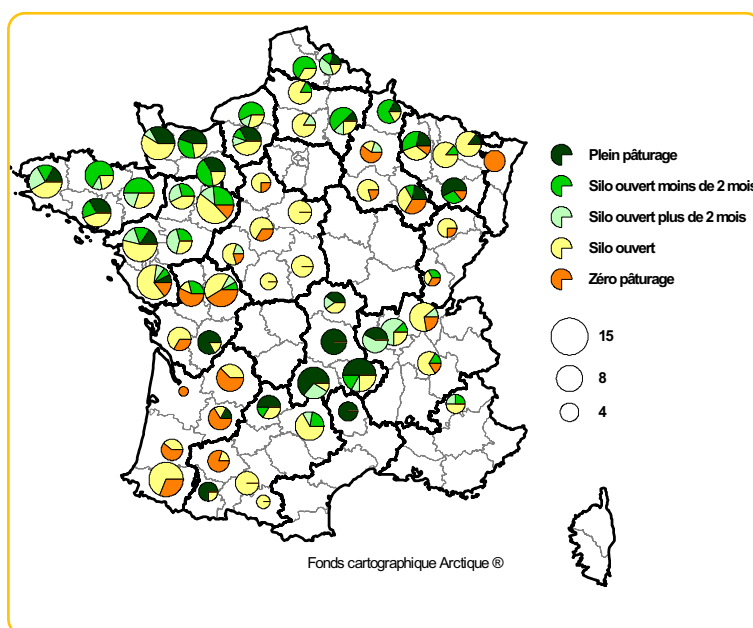 Plein pâturage
Silo ouvert moins de 2 mois
Silo ouvert plus de 2 mois
Silo ouvert
Zéro pâturage
15
8
4
Fonds cartographique Arctique ®